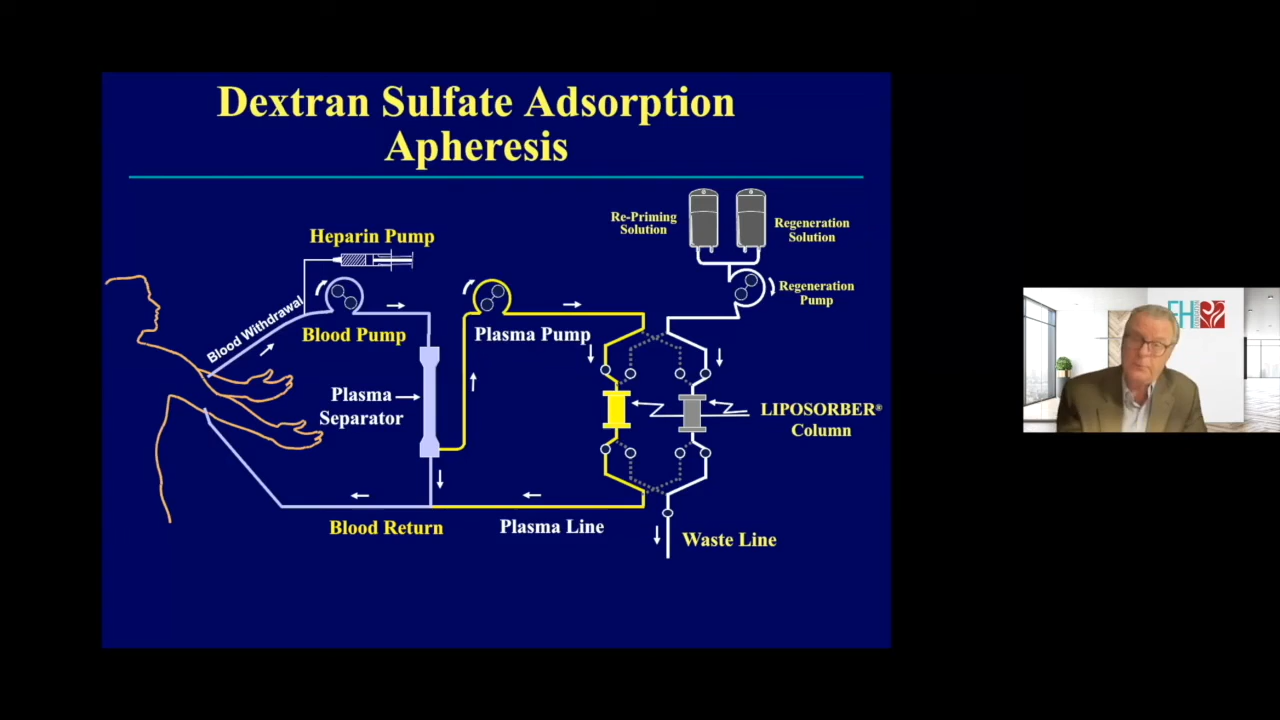 Dextran Sulfate Adsorption
Apheresis
Re-Priming
Solution
Regeneration
Solution
Heparin Pump
Regeneration
Pump
Blood Withdrawal
Blood Pump
Plasma Pump
Plasma
Separator
LIPOSORBER®
Column
Blood Return
Plasma Line
Waste Line
FH